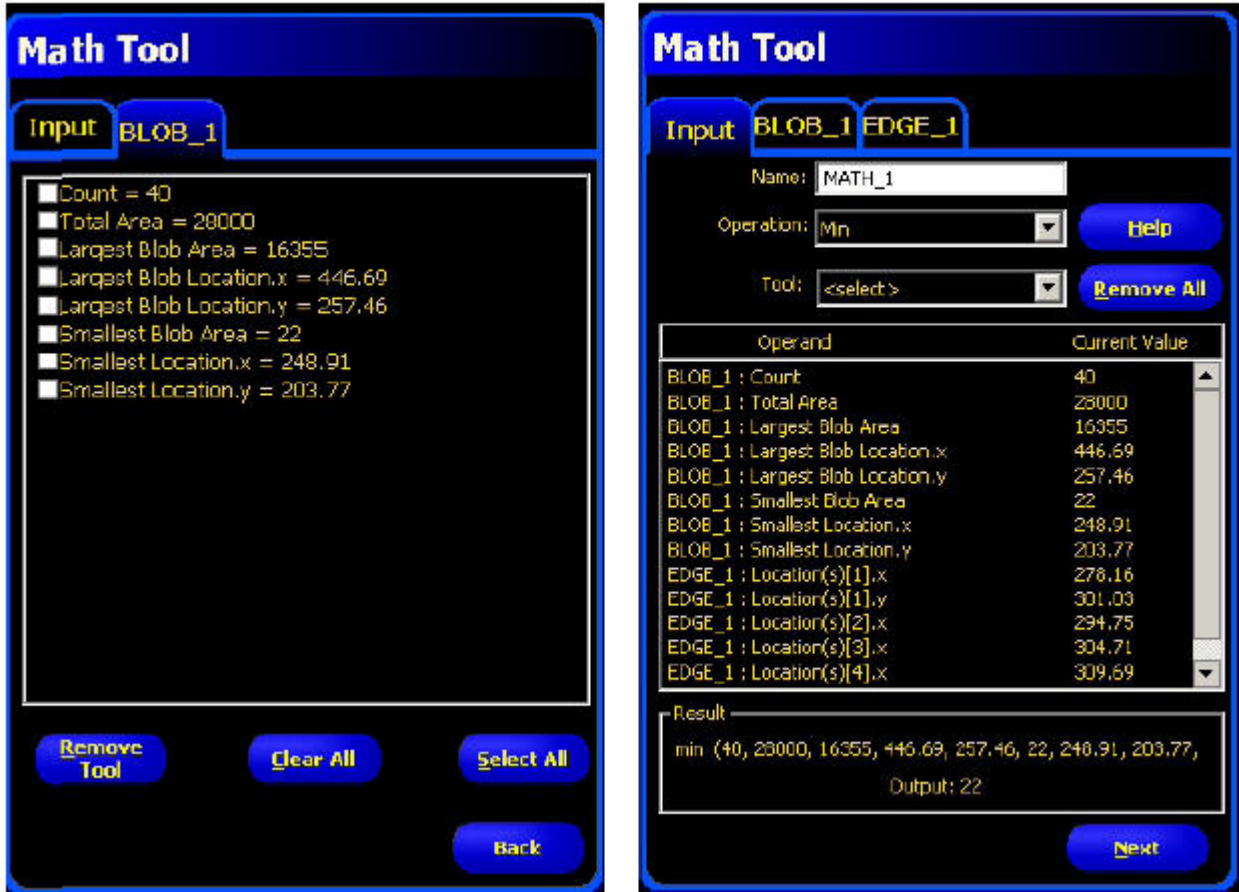 Math Tool
Input BLOB_1
Count = 40
Total Area = 28000
Largest Blob Area = 16355
Largest Blob Location.x = 446.69
Largest Blob Location.y = 257.46
Smallest Blob Area = 22
Smallest Location.x = 248.91
Smallest Location.y = 203.77
Remove Tool Clear All Select All
Back
Math Tool
Input BLOB_1 EDGE_1
Name: MATH_1
Operation: Min Help
Tool: <select> Remove All
Operand Current Value
BLOB_1 : Count 40
BLOB_1 : Total Area 28000
BLOB_1 : Largest Blob Area 16355
BLOB_1 : Largest Blob Location.x 446.69
BLOB_1 : Largest Blob Location.y 257.46
BLOB_1 : Smallest Blob Area 22
BLOB_1 : Smallest Location.x 248.91
BLOB_1 : Smallest Location.y 203.77
EDGE_1 : Location(s)[1].x 278.16
EDGE_1 : Location(s)[1].y 301.03
EDGE_1 : Location(s)[2].x 294.75
EDGE_1 : Location(s)[3].x 304.71
EDGE_1 : Location(s)[4].x 309.69
Result
min (40, 28000, 16355, 446.69, 257.46, 22, 248.91, 203.77,
Output: 22
Next